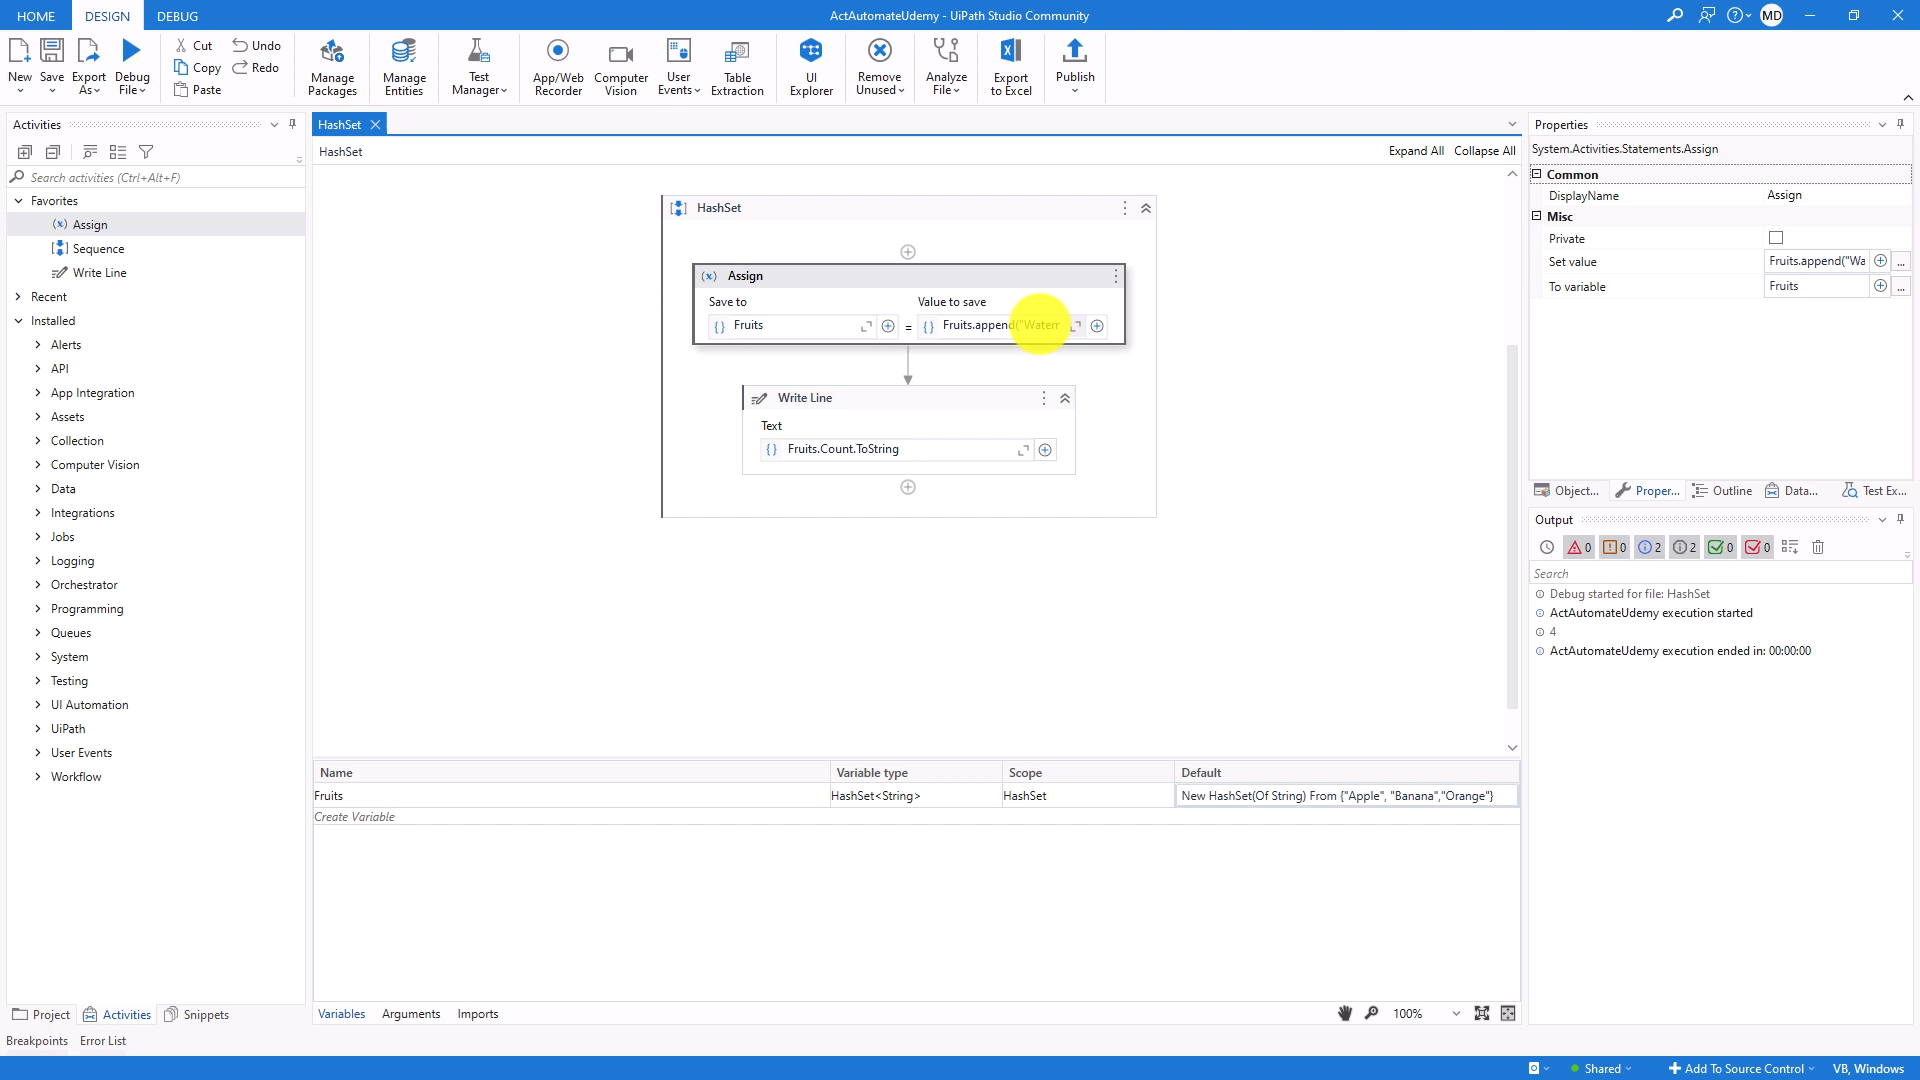 HOME DESIGN DEBUG
ActAutomateUdemy - UiPath Studio Community
MD
New
Save
Export As
Debug File
Cut
Copy
Paste
Undo
Redo
Manage Packages
Manage Entities
Test Manager
App/Web Recorder
Computer Vision
User Events
Table Extraction
UI Explorer
Remove Unused
Analyze File
Export to Excel
Publish
Activities
Search activities (Ctrl+Alt+F)
Favorites
Assign
Sequence
Write Line
Recent
Installed
Alerts
API
App Integration
Assets
Collection
Computer Vision
Data
Integrations
Jobs
Logging
Orchestrator
Programming
Queues
System
Testing
UI Automation
UiPath
User Events
Workflow
Project Activities Snippets
Breakpoints Error List
HashSet
HashSet
Expand All Collapse All
HashSet
Assign
Save to Value to save
Fruits = Fruits.append("Waterr
Write Line
Text
Fruits.Count.ToString
Name Variable type Scope Default
Fruits HashSet<String> HashSet New HashSet(Of String) From {"Apple", "Banana","Orange"}
Create Variable
Variables Arguments Imports
100%
Properties
System.Activities.Statements.Assign
Common
DisplayName Assign
Misc
Private
Set value Fruits.append("Wa ...
To variable Fruits ...
Object... Proper... Outline Data... Test Ex...
Output
0 0 2 2 0 0
Search
Debug started for file: HashSet
ActAutomateUdemy execution started
4
ActAutomateUdemy execution ended in: 00:00:00
Shared Add To Source Control VB, Windows